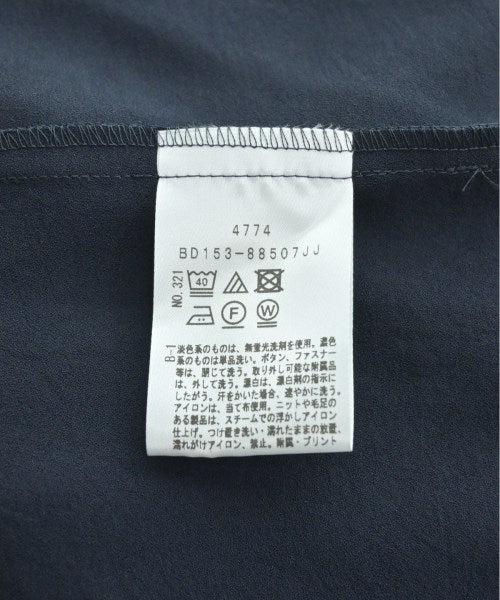 4774
BD153-88507JJ
NO.321
40
F W
B-1
淡色系のものは、無蛍光洗剤を使用。濃色
系のものは単品洗い。ボタン、ファスナー
等は、閉じて洗う。取り外し可能な附属品
は、外して洗う。漂白は、漂白剤の指示に
したがう。汗をかいた場合、速やかに洗う。
アイロンは、当て布使用。ニットや毛足の
ある製品は、スチームでの浮かしアイロン
仕上げ。つけ置き洗い・濡れたままの放置、
濡れがけアイロン、禁止。附属・プリント